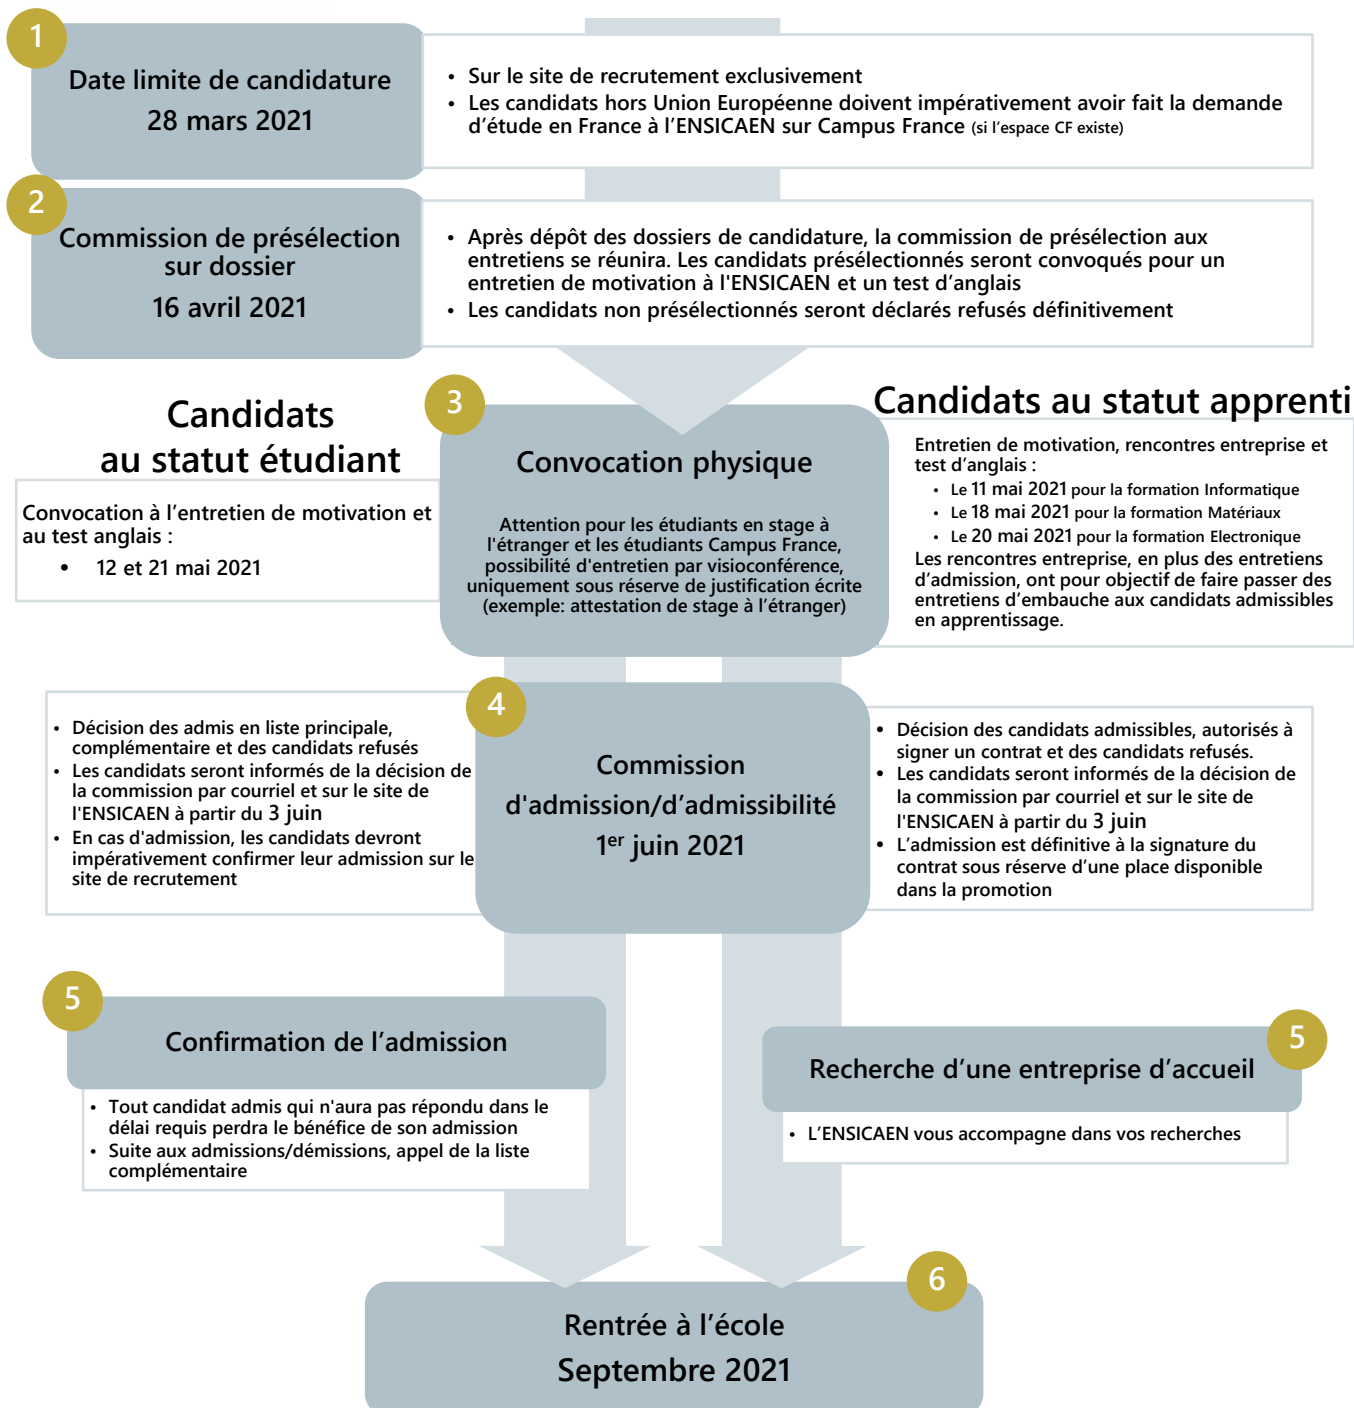 1
Date limite de candidature
28 mars 2021
• Sur le site de recrutement exclusivement
• Les candidats hors Union Européenne doivent impérativement avoir fait la demande
d'étude en France à l'ENSICAEN sur Campus France (si l'espace CF existe)
2
Commission de présélection
sur dossier
16 avril 2021
• Après dépôt des dossiers de candidature, la commission de présélection aux
entretiens se réunira. Les candidats présélectionnés seront convoqués pour un
entretien de motivation à l'ENSICAEN et un test d'anglais
• Les candidats non présélectionnés seront déclarés refusés définitivement
Candidats
au statut étudiant
Convocation à l'entretien de motivation et
au test anglais :
• 12 et 21 mai 2021
3
Convocation physique
Attention pour les étudiants en stage à
l'étranger et les étudiants Campus France,
possibilité d'entretien par visioconférence,
uniquement sous réserve de justification écrite
(exemple: attestation de stage à l'étranger)
Candidats au statut apprenti
Entretien de motivation, rencontres entreprise et
test d'anglais :
• Le 11 mai 2021 pour la formation Informatique
• Le 18 mai 2021 pour la formation Matériaux
• Le 20 mai 2021 pour la formation Electronique
Les rencontres entreprise, en plus des entretiens
d'admission, ont pour objectif de faire passer des
entretiens d'embauche aux candidats admissibles
en apprentissage.
• Décision des admis en liste principale,
complémentaire et des candidats refusés
• Les candidats seront informés de la décision de
la commission par courriel et sur le site de
l'ENSICAEN à partir du 3 juin
• En cas d'admission, les candidats devront
impérativement confirmer leur admission sur le
site de recrutement
4
Commission
d'admission/d'admissibilité
1er juin 2021
• Décision des candidats admissibles, autorisés à
signer un contrat et des candidats refusés.
• Les candidats seront informés de la décision de
la commission par courriel et sur le site de
l'ENSICAEN à partir du 3 juin
• L'admission est définitive à la signature du
contrat sous réserve d'une place disponible
dans la promotion
5
Confirmation de l'admission
• Tout candidat admis qui n'aura pas répondu dans le
délai requis perdra le bénéfice de son admission
• Suite aux admissions/démissions, appel de la liste
complémentaire
5
Recherche d'une entreprise d'accueil
• L'ENSICAEN vous accompagne dans vos recherches
6
Rentrée à l'école
Septembre 2021